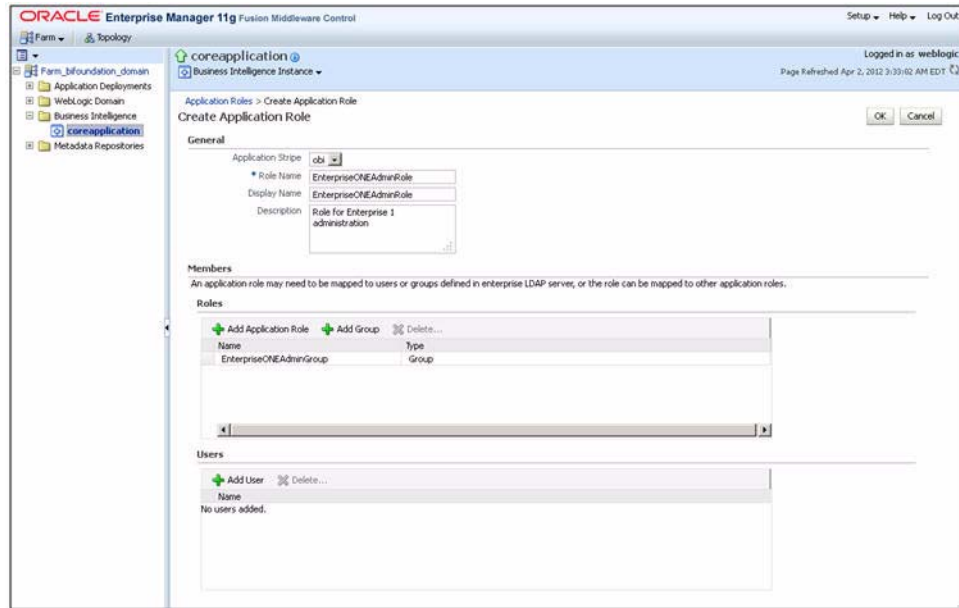 ORACLE Enterprise Manager 11g Fusion Middleware Control
Setup Help Log Out
Farm Topology
Farm_bifoundation_domain
Application Deployments
WebLogic Domain
Business Intelligence
coreapplication
Metadata Repositories
coreapplication
Business Intelligence Instance
Logged in as weblogic
Page Refreshed Apr 2, 2012 3:33:02 AM EDT
Application Roles > Create Application Role
Create Application Role
OK Cancel
General
Application Stripe obi
* Role Name EnterpriseONEAdminRole
Display Name EnterpriseONEAdminRole
Description Role for Enterprise 1
administration
Members
An application role may need to be mapped to users or groups defined in enterprise LDAP server, or the role can be mapped to other application roles.
Roles
Add Application Role Add Group Delete...
Name Type
EnterpriseONEAdminGroup Group
Users
Add User Delete...
Name
No users added.